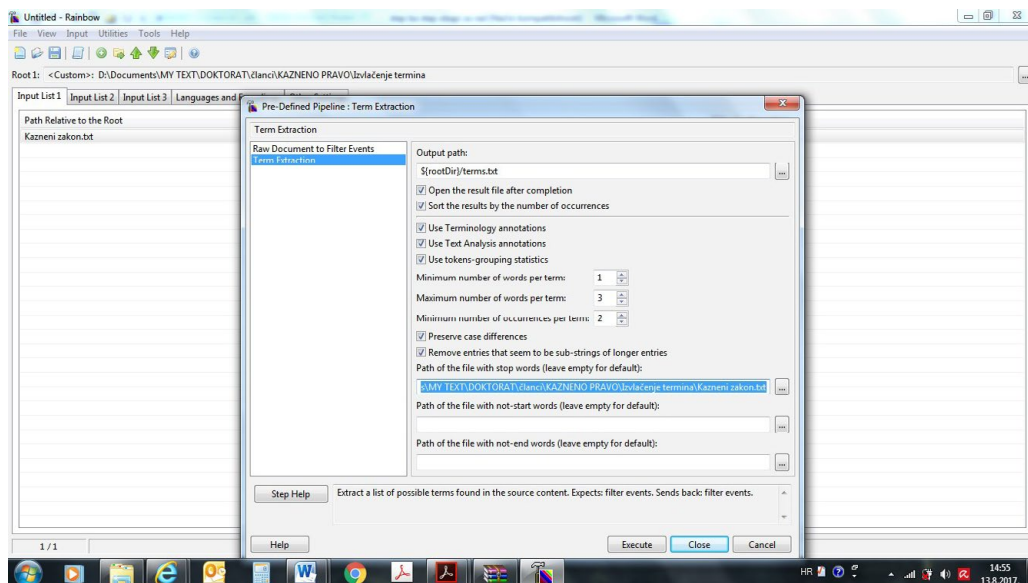 Untitled - Rainbow
File View Input Utilities Tools Help
Root 1: <Custom>: D:\Documents\MY TEXT\DOKTORAT\članci\KAZNENO PRAVO\Izvlačenje termina
...
Input List 1 Input List 2 Input List 3 Languages and
Path Relative to the Root
Kazneni zakon.txt
Pre-Defined Pipeline : Term Extraction
Term Extraction
Raw Document to Filter Events
Term Extraction
Output path:
${rootDir}/terms.txt
...
Open the result file after completion
Sort the results by the number of occurrences
Use Terminology annotations
Use Text Analysis annotations
Use tokens-grouping statistics
Minimum number of words per term: 1
Maximum number of words per term: 3
Minimum number of occurrences per term: 2
Preserve case differences
Remove entries that seem to be sub-strings of longer entries
Path of the file with stop words (leave empty for default):
s\MY TEXT\DOKTORAT\članci\KAZNENO PRAVO\Izvlačenje termina\Kazneni zakon.txt
...
Path of the file with not-start words (leave empty for default):
...
Path of the file with not-end words (leave empty for default):
...
Step Help
Extract a list of possible terms found in the source content. Expects: filter events. Sends back: filter events.
Help Execute Close Cancel
1 / 1
HR 14:55
13.8.2017